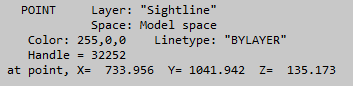 POINT     Layer: "Sightline"
Space: Model space
Color: 255,0,0    Linetype: "BYLAYER"
Handle = 32252
at point, X=  733.956  Y= 1041.942  Z=  135.173